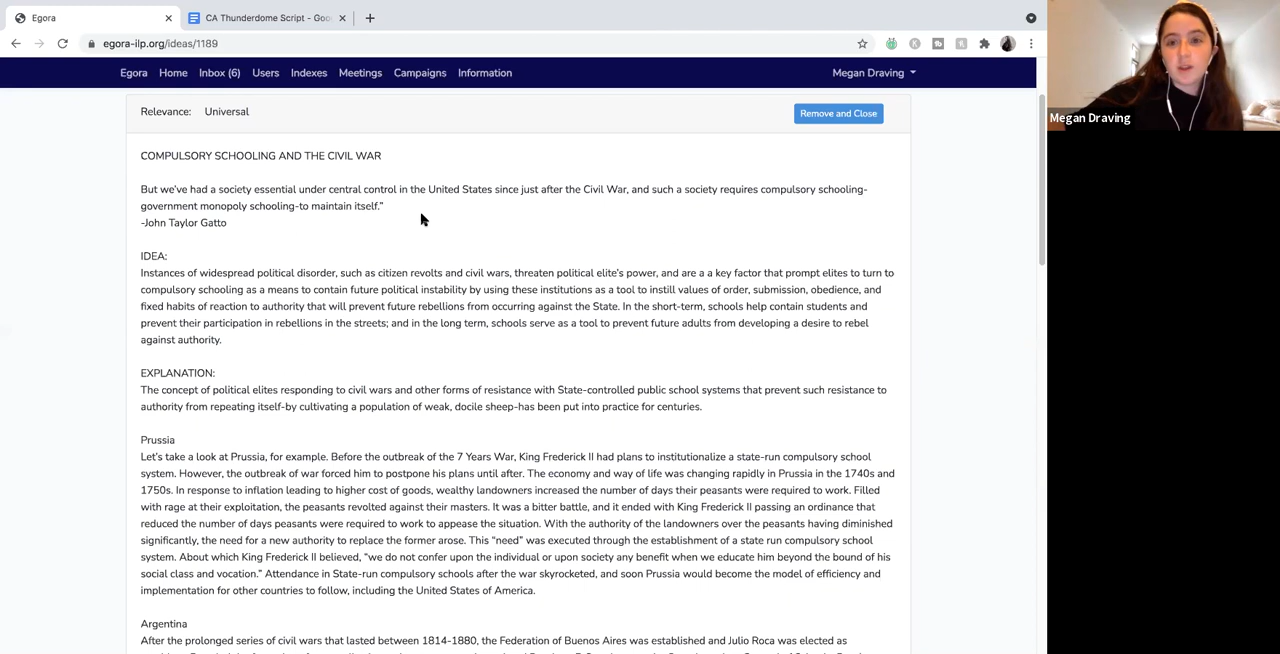 Egora
CA Thunderdome Script - Goo
egora-ilp.org/ideas/1189
Egora Home Inbox (6) Users Indexes Meetings Campaigns Information Megan Draving
Relevance: Universal Remove and Close
Megan Draving
COMPULSORY SCHOOLING AND THE CIVIL WAR
But we've had a society essential under central control in the United States since just after the Civil War, and such a society requires compulsory schooling-
government monopoly schooling-to maintain itself."
-John Taylor Gatto
IDEA:
Instances of widespread political disorder, such as citizen revolts and civil wars, threaten political elite's power, and are a a key factor that prompt elites to turn to
compulsory schooling as a means to contain future political instability by using these institutions as a tool to instill values of order, submission, obedience, and
fixed habits of reaction to authority that will prevent future rebellions from occurring against the State. In the short-term, schools help contain students and
prevent their participation in rebellions in the streets; and in the long term, schools serve as a tool to prevent future adults from developing a desire to rebel
against authority.
EXPLANATION:
The concept of political elites responding to civil wars and other forms of resistance with State-controlled public school systems that prevent such resistance to
authority from repeating itself-by cultivating a population of weak, docile sheep-has been put into practice for centuries.
Prussia
Let's take a look at Prussia, for example. Before the outbreak of the 7 Years War, King Frederick II had plans to institutionalize a state-run compulsory school
system. However, the outbreak of war forced him to postpone his plans until after. The economy and way of life was changing rapidly in Prussia in the 1740s and
1750s. In response to inflation leading to higher cost of goods, wealthy landowners increased the number of days their peasants were required to work. Filled
with rage at their exploitation, the peasants revolted against their masters. It was a bitter battle, and it ended with King Frederick II passing an ordinance that
reduced the number of days peasants were required to work to appease the situation. With the authority of the landowners over the peasants having diminished
significantly, the need for a new authority to replace the former arose. This "need" was executed through the establishment of a state run compulsory school
system. About which King Frederick II believed, "we do not confer upon the individual or upon society any benefit when we educate him beyond the bound of his
social class and vocation." Attendance in State-run compulsory schools after the war skyrocketed, and soon Prussia would become the model of efficiency and
implementation for other countries to follow, including the United States of America.
Argentina
After the prolonged series of civil wars that lasted between 1814-1880, the Federation of Buenos Aires was established and Julio Roca was elected as